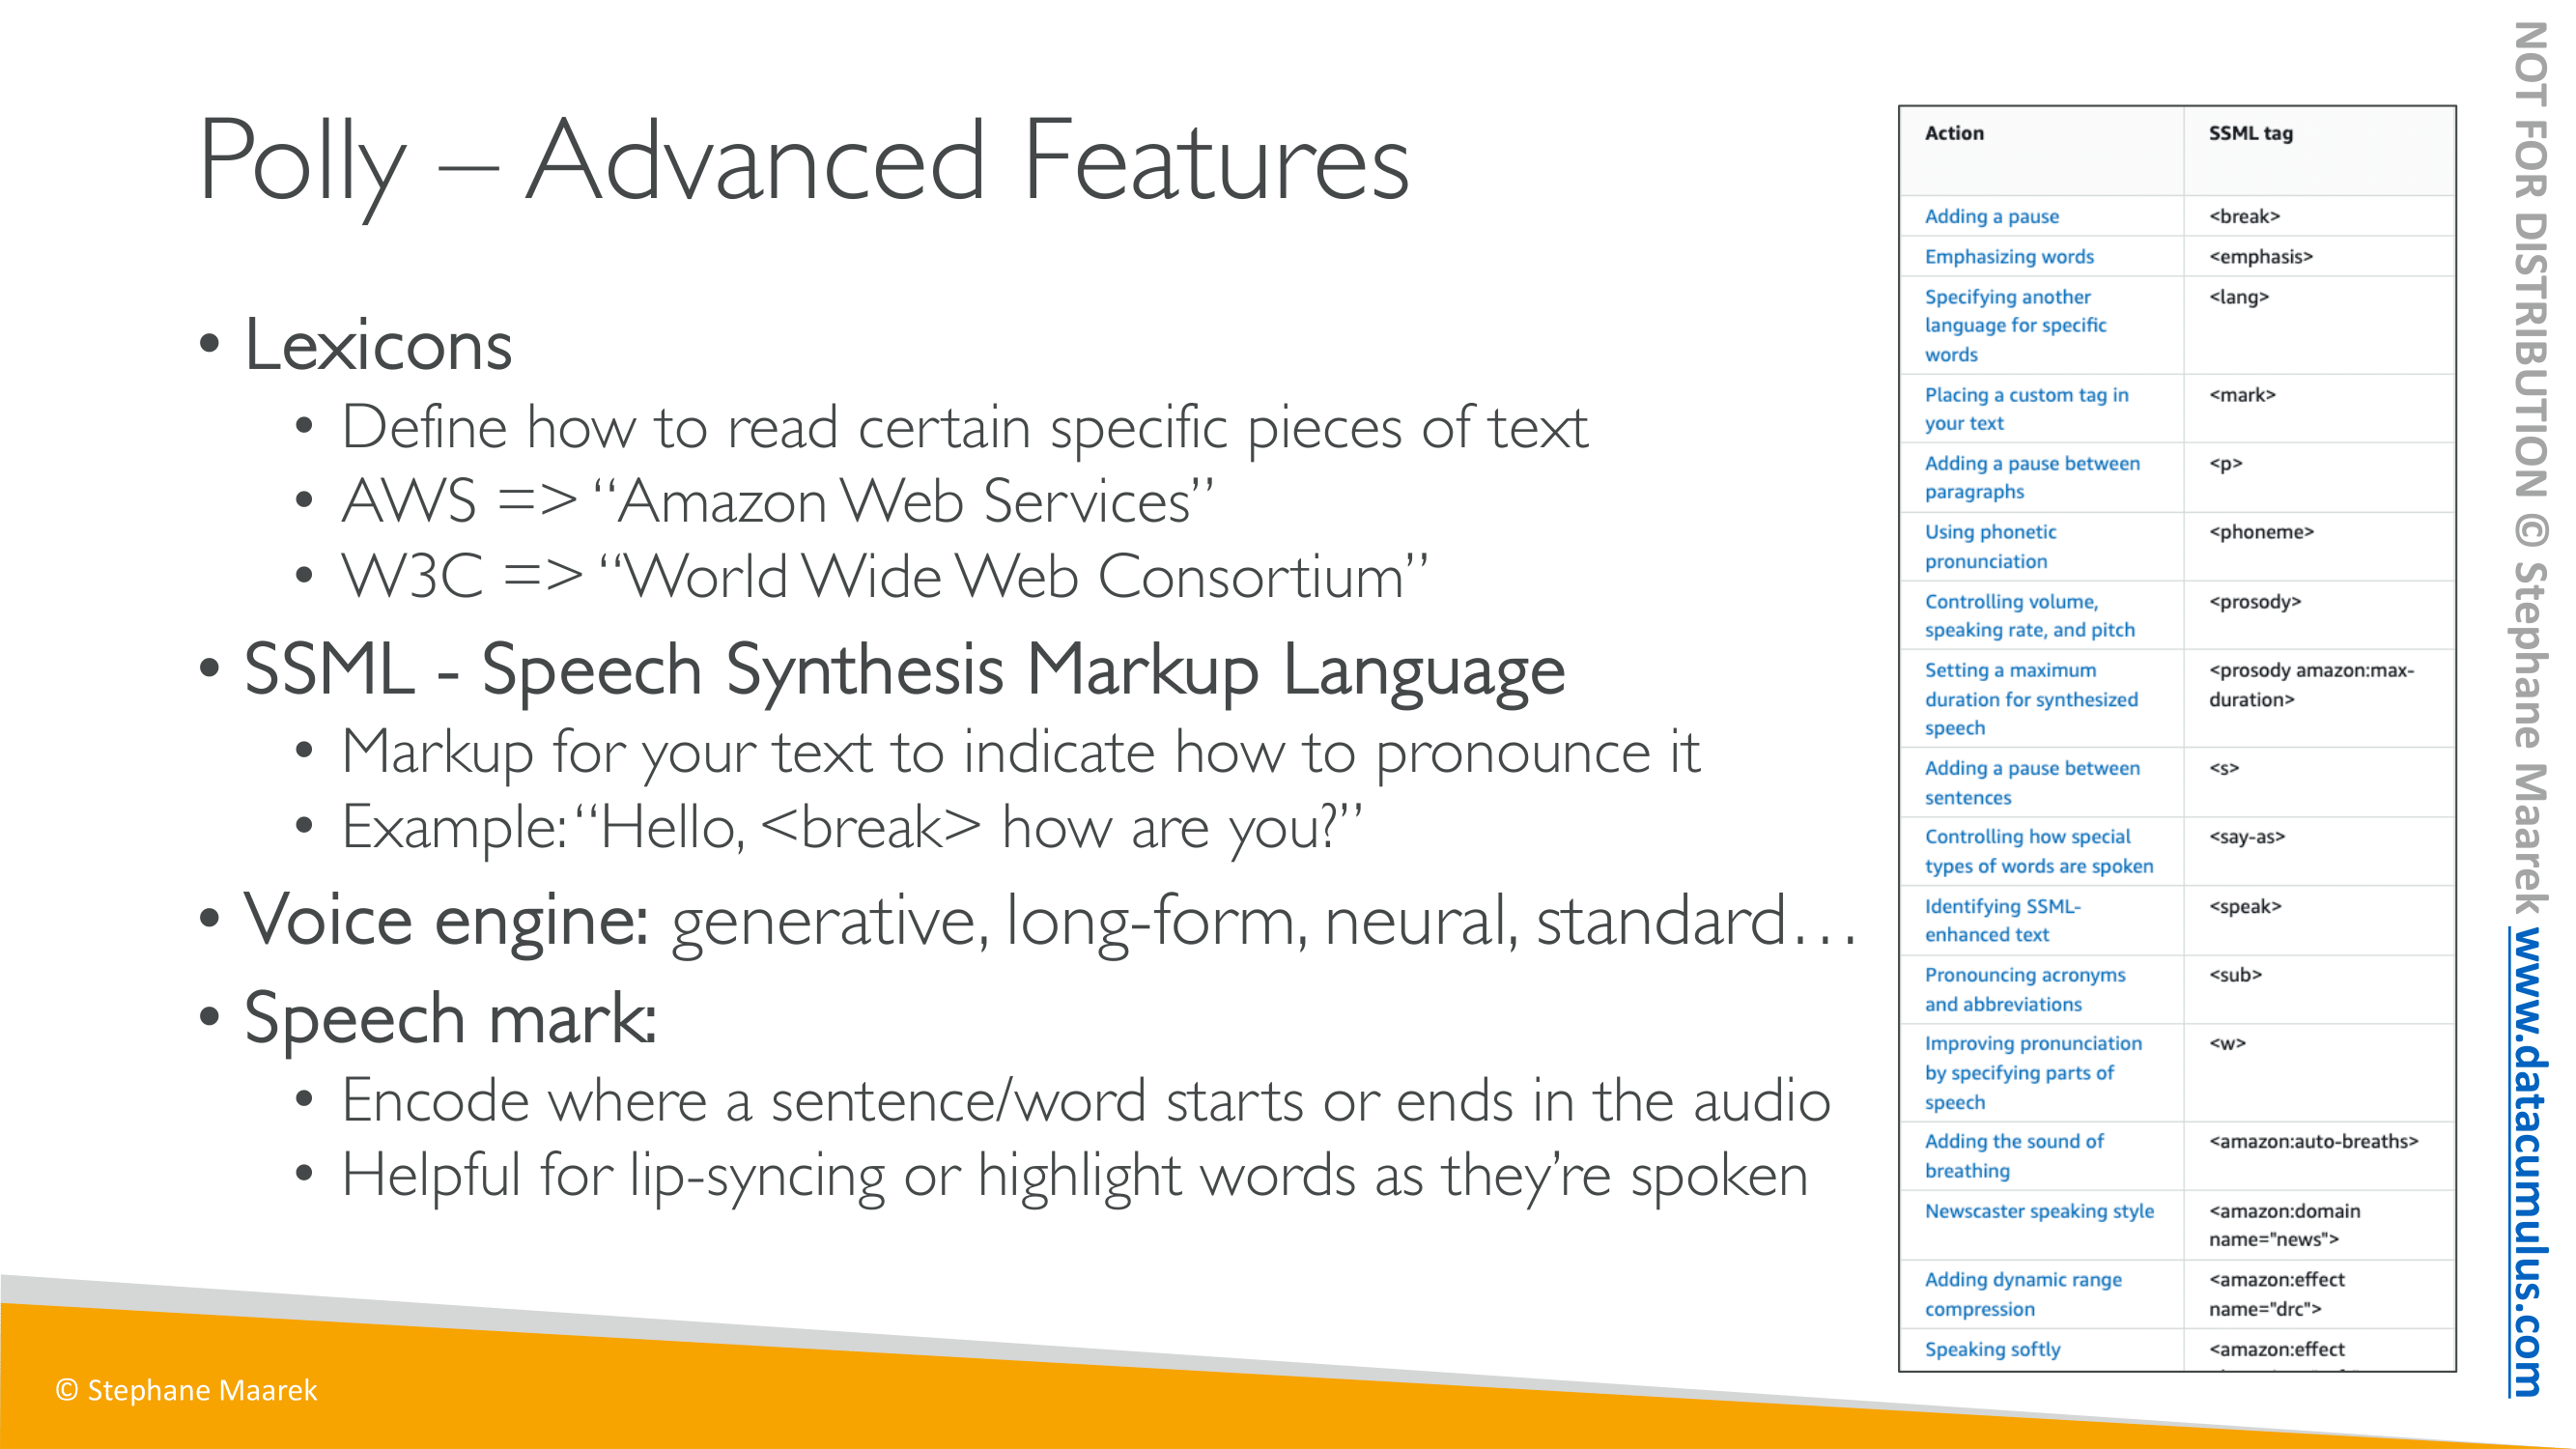 Polly – Advanced Features
• Lexicons
• Define how to read certain specific pieces of text
• AWS => “Amazon Web Services”
• W3C => “World Wide Web Consortium”
• SSML - Speech Synthesis Markup Language
• Markup for your text to indicate how to pronounce it
• Example: “Hello, <break> how are you?”
• Voice engine: generative, long-form, neural, standard…
• Speech mark:
• Encode where a sentence/word starts or ends in the audio
• Helpful for lip-syncing or highlight words as they’re spoken
Action SSML tag
Adding a pause <break>
Emphasizing words <emphasis>
Specifying another <lang>
language for specific
words
Placing a custom tag in <mark>
your text
Adding a pause between <p>
paragraphs
Using phonetic <phoneme>
pronunciation
Controlling volume, <prosody>
speaking rate, and pitch
Setting a maximum <prosody amazon:max-
duration for synthesized duration>
speech
Adding a pause between <s>
sentences
Controlling how special <say-as>
types of words are spoken
Identifying SSML- <speak>
enhanced text
Pronouncing acronyms <sub>
and abbreviations
Improving pronunciation <w>
by specifying parts of
speech
Adding the sound of <amazon:auto-breaths>
breathing
Newscaster speaking style <amazon:domain
name="news">
Adding dynamic range <amazon:effect
compression name="drc">
Speaking softly <amazon:effect
© Stephane Maarek
NOT FOR DISTRIBUTION © Stephane Maarek www.datacumulus.com